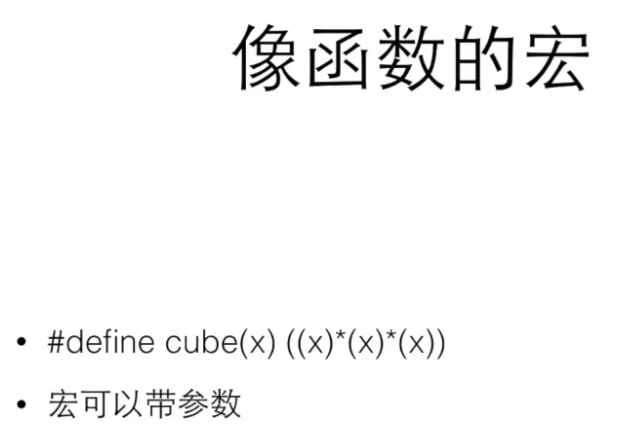 像函数的宏
• #define cube(x) ((x)*(x)*(x))
• 宏可以带参数